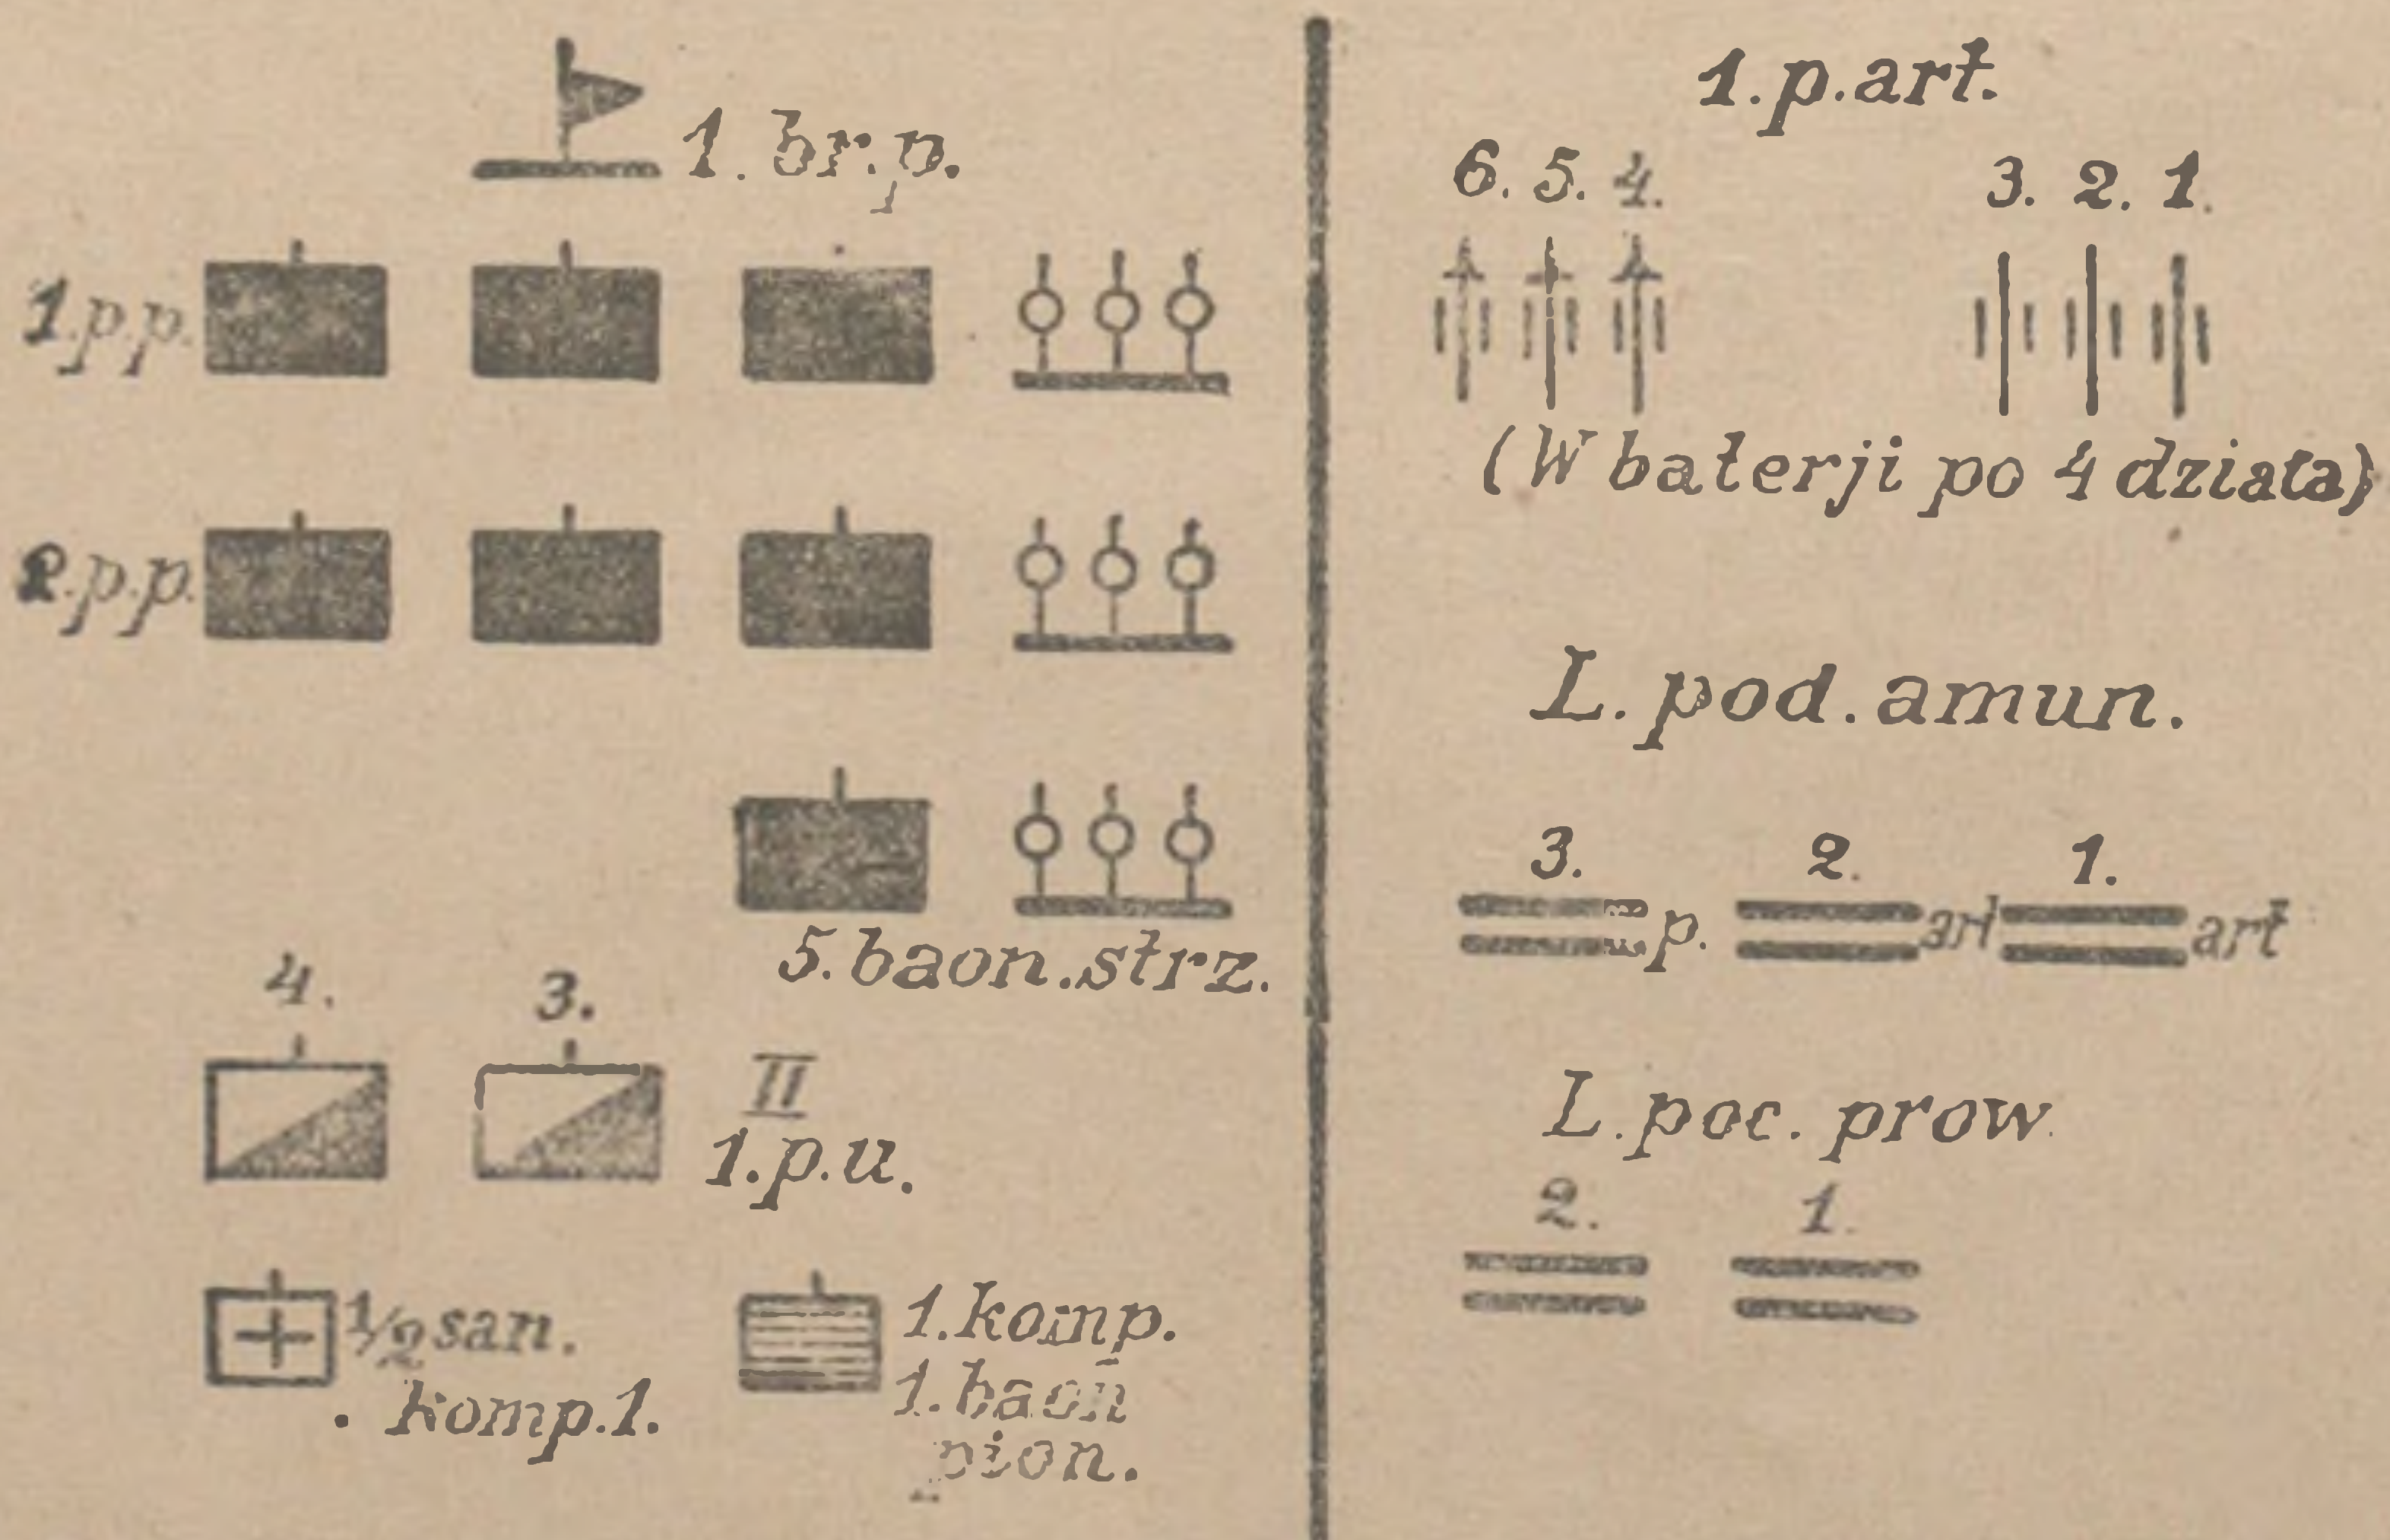 1. br. p.
1.p.p.
2.p.p.
5. baon. strz.
4. 3.
II
1.p.u.
½ san.
komp. 1.
1. komp.
1. baon
pion.
1. p. art.
6. 5. 4. 3. 2. 1.
(W baterji po 4 działa)
L. pod. amun.
3. 2. 1.
p. art art
L. poc. prow.
2. 1.